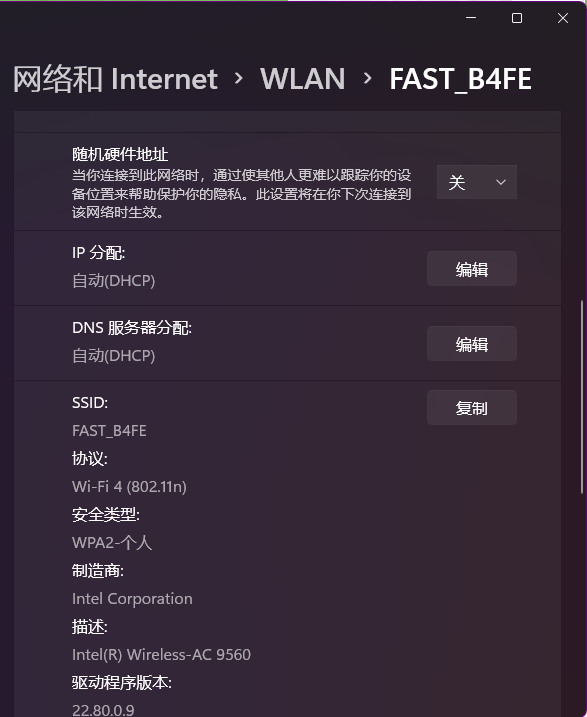 网络和 Internet › WLAN › FAST_B4FE
随机硬件地址
当你连接到此网络时，通过使其他人更难以跟踪你的设
备位置来帮助保护你的隐私。此设置将在你下次连接到
该网络时生效。
关
IP 分配:
自动(DHCP)
编辑
DNS 服务器分配:
自动(DHCP)
编辑
SSID:
FAST_B4FE
复制
协议:
Wi-Fi 4 (802.11n)
安全类型:
WPA2-个人
制造商:
Intel Corporation
描述:
Intel(R) Wireless-AC 9560
驱动程序版本:
22.80.0.9